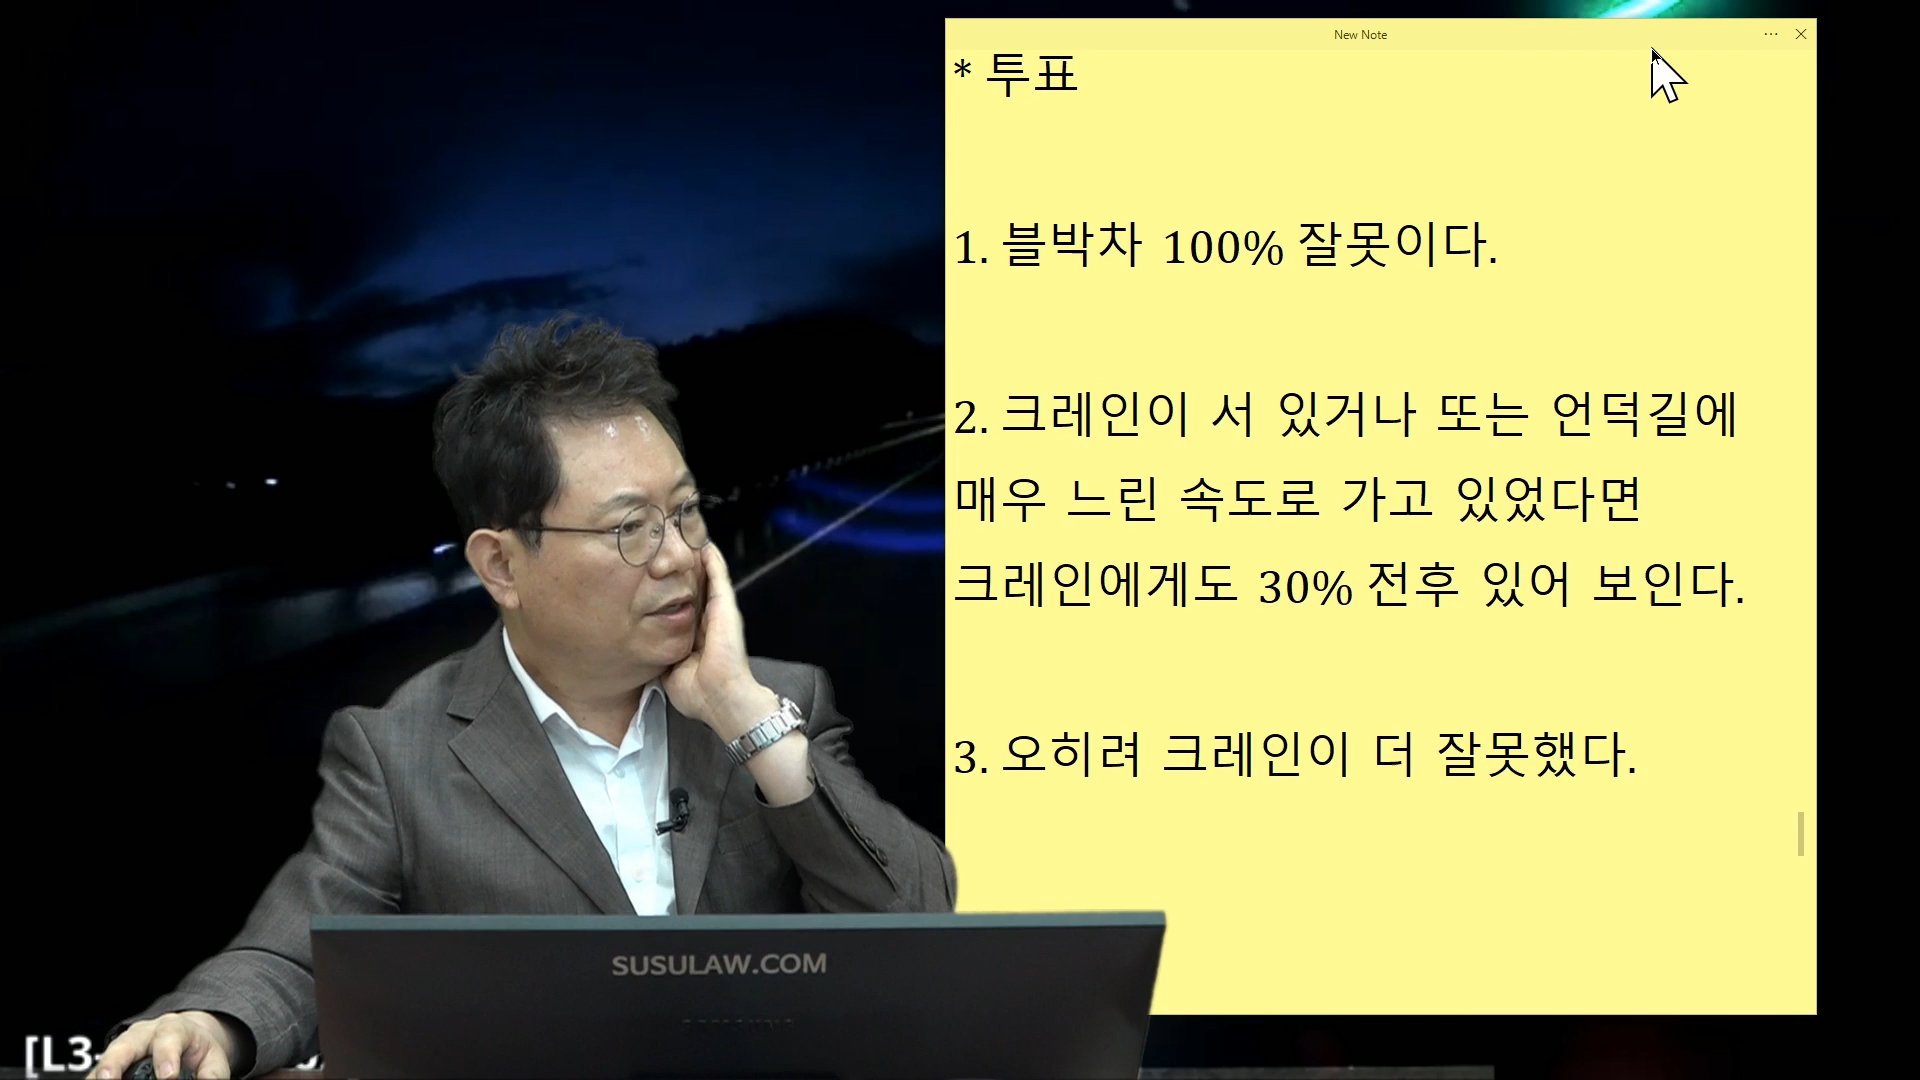 New Note
* 투표
1. 블박차 100% 잘못이다.
2. 크레인이 서 있거나 또는 언덕길에
매우 느린 속도로 가고 있었다면
크레인에게도 30% 전후 있어 보인다.
3. 오히려 크레인이 더 잘못했다.
SUSULAW.COM
[L3-